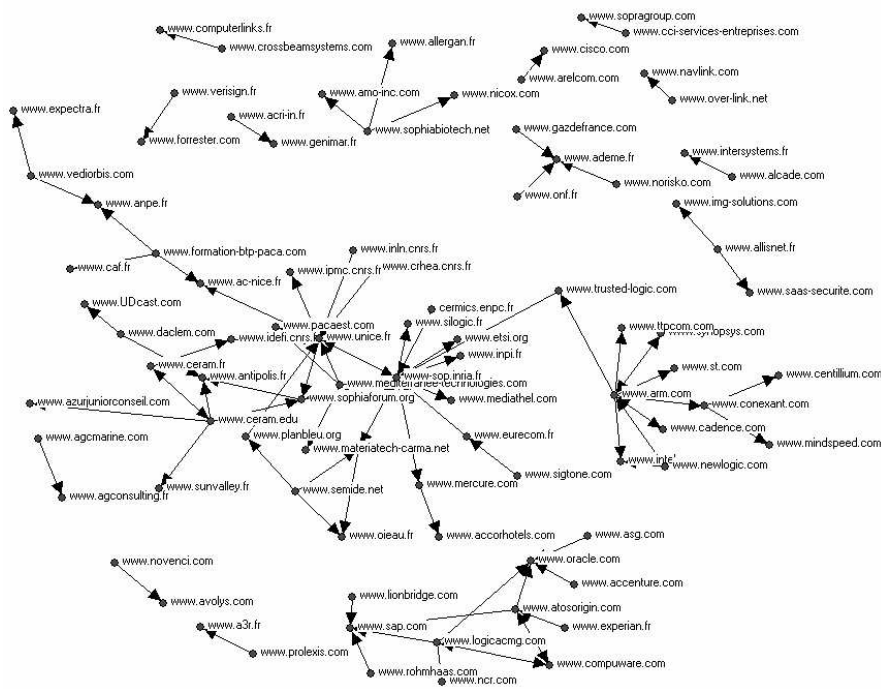 www.sopragroup.com
www.computerlinks.fr
www.cci-services-entreprises.com
www.allergan.fr
www.crossbeamsystems.com
www.cisco.com
www.navlink.com
www.arelcom.com
www.verisign.fr
www.amo-inc.com
www.nicox.com
www.over-link.net
www.expectra.fr
www.acri-in.fr
www.gazdefrance.com
www.sophiabiotech.net
www.forrester.com
www.genimar.fr
www.intersystems.fr
www.ademe.fr
www.vediorbis.com
www.alcade.com
www.norisko.com
www.onf.fr
www.anpe.fr
www.img-solutions.com
www.inln.cnrs.fr
www.allisnet.fr
www.formation-btp-paca.com
www.caf.fr
www.ipmc.cnrs.fr
www.crhea.cnrs.fr
www.ac-nice.fr
www.trusted-logic.com
www.saas-securite.com
www.UDcast.com
cermics.enpc.fr
www.pacaest.com
www.silogic.fr
www.ttpcom.com
www.synopsys.com
www.daclem.com
www.idefi.cnrs.fr
www.unice.fr
www.etsi.org
www.inpi.fr
www.ceram.fr
www.st.com
www.antipolis.fr
www-sop.inria.fr
www.centillium.com
www.mediterranee-technologies.com
www.arm.com
www.azurjuniorconseil.com
www.sophiaforum.org
www.mediathel.com
www.conexant.com
www.ceram.edu
www.cadence.com
www.agcmarine.com
www.planbleu.org
www.eurecom.fr
www.mindspeed.com
www.materiatech-carma.net
www.newlogic.com
www.sigtone.com
www.sunvalley.fr
www.semide.net
www.mercure.com
www.agconsulting.fr
www.oieau.fr
www.accorhotels.com
www.asg.com
www.novenci.com
www.oracle.com
www.accenture.com
www.lionbridge.com
www.avolys.com
www.atosorigin.com
www.a3r.fr
www.sap.com
www.experian.fr
www.logicacmg.com
www.prolexis.com
www.compuware.com
www.rohmhaas.com
www.ncr.com